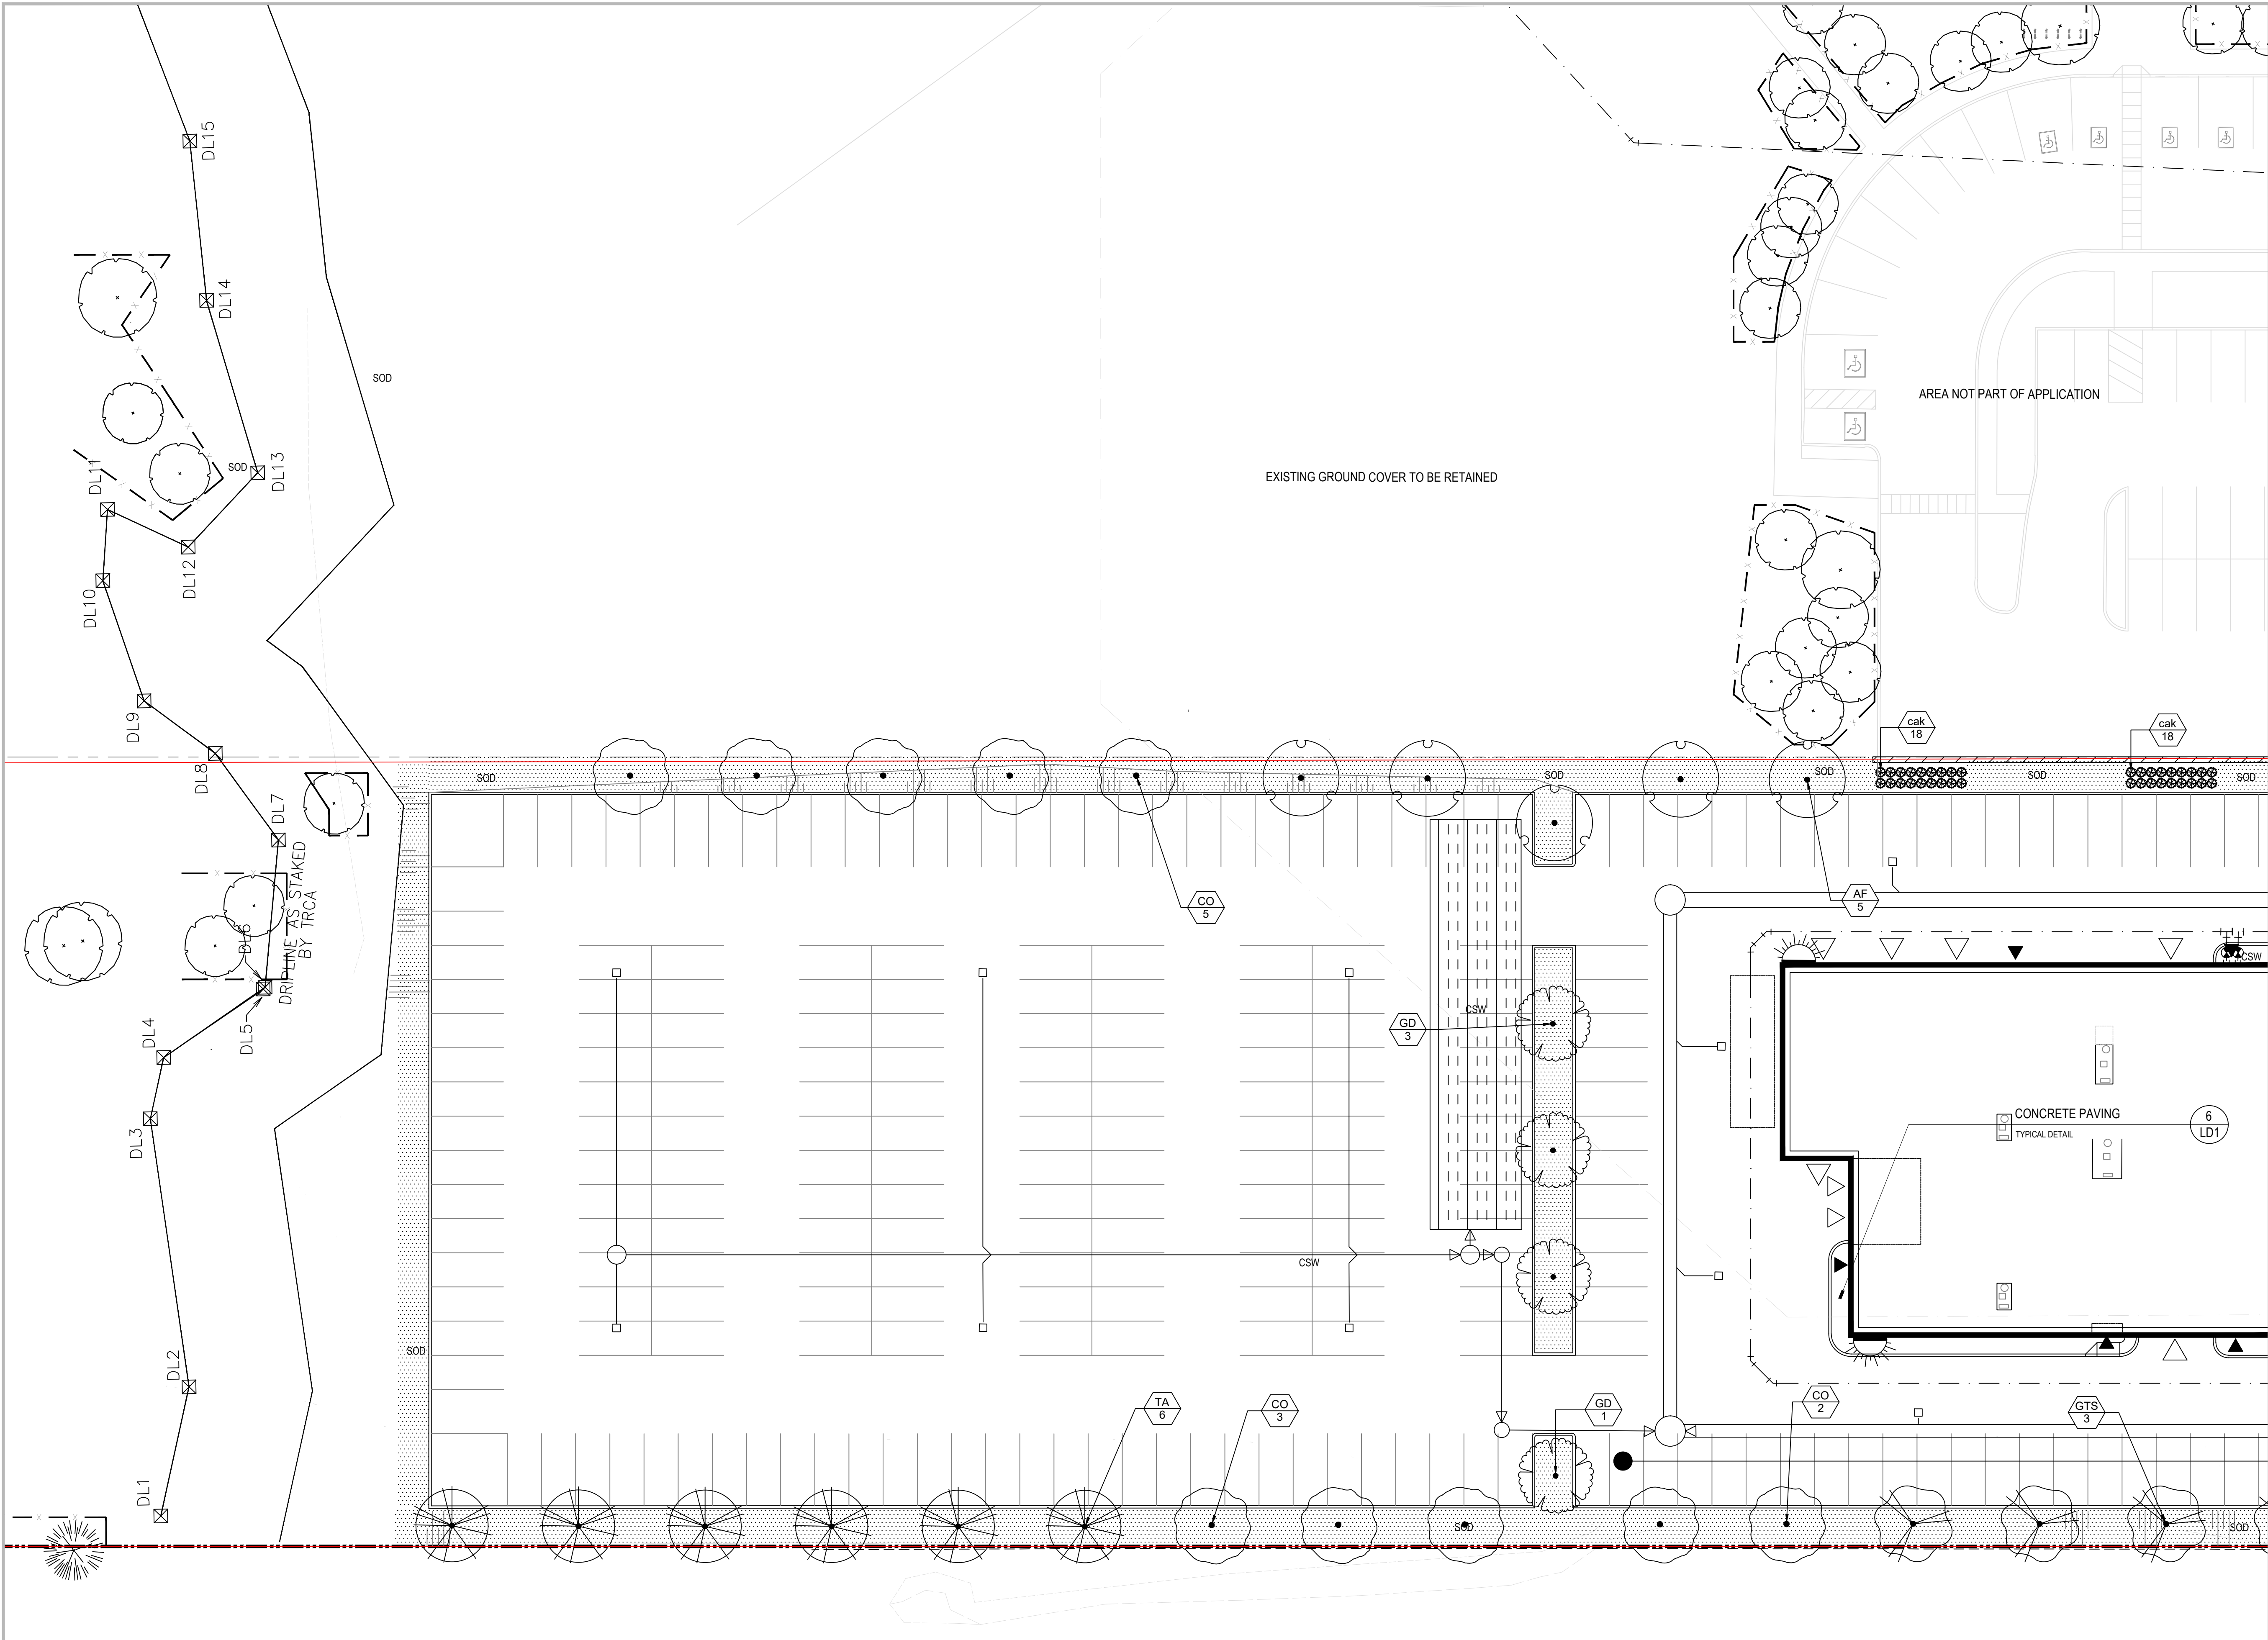 DL15
DL14
SOD
SOD
DL13
DL11
DL12
DL10
DL9
DL8
DL7
DRIPLINE AS STAKED
BY TRCA
DL6
DL5
DL4
DL3
DL2
DL1
AREA NOT PART OF APPLICATION
EXISTING GROUND COVER TO BE RETAINED
cak
18
cak
18
SOD
SOD
SOD
SOD
SOD
CO
5
AF
5
CSW
GD
3
CSW
CONCRETE PAVING
TYPICAL DETAIL
6
LD1
CSW
SOD
TA
6
CO
3
GD
1
CO
2
GTS
3
SOD
SOD